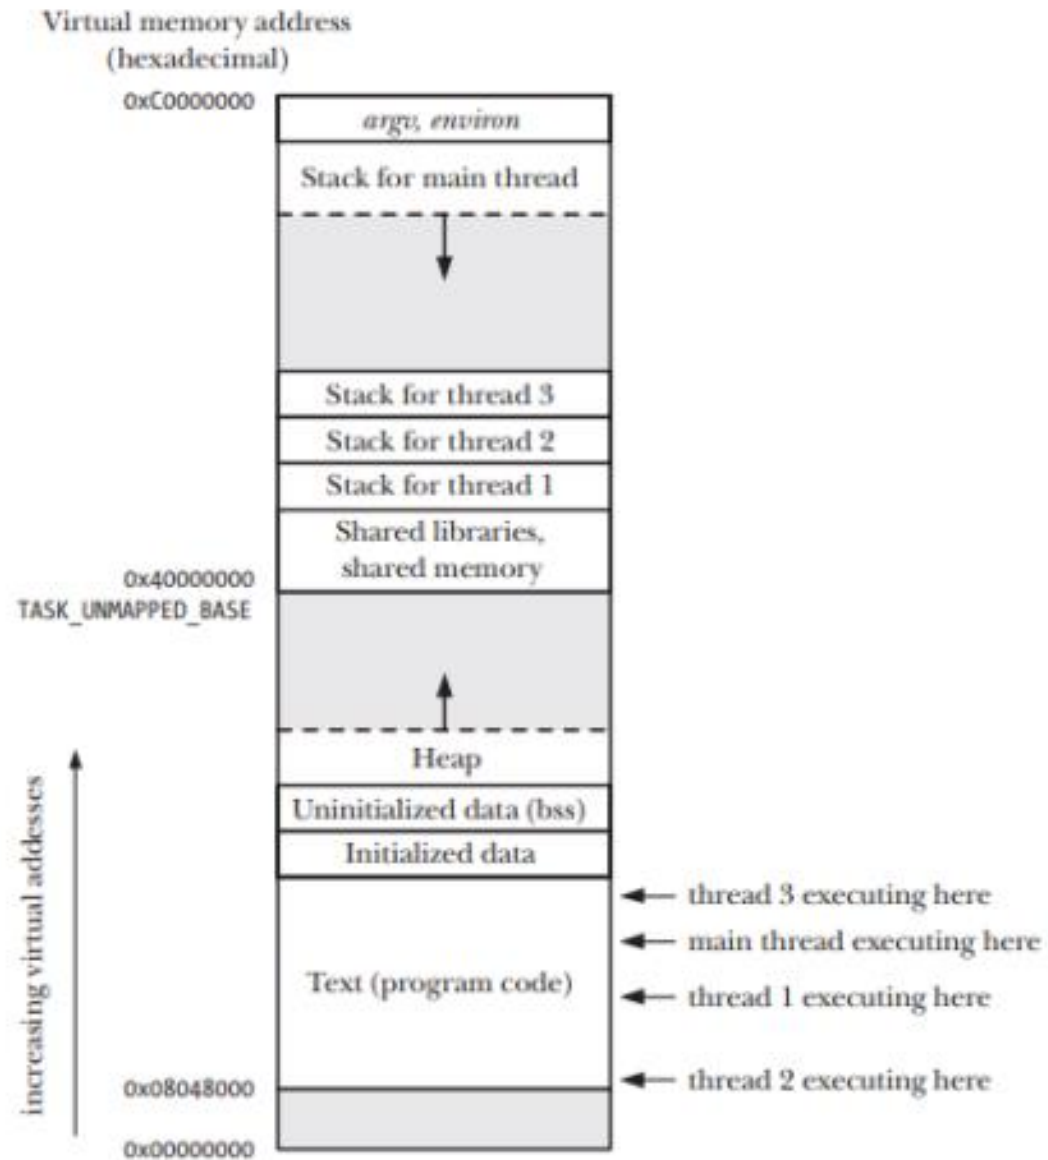 Virtual memory address
(hexadecimal)
0xC0000000
argv, environ
Stack for main thread
Stack for thread 3
Stack for thread 2
Stack for thread 1
Shared libraries,
shared memory
0x40000000
TASK_UNMAPPED_BASE
Heap
Uninitialized data (bss)
Initialized data
thread 3 executing here
main thread executing here
Text (program code)
thread 1 executing here
thread 2 executing here
0x08048000
0x00000000
increasing virtual addesses